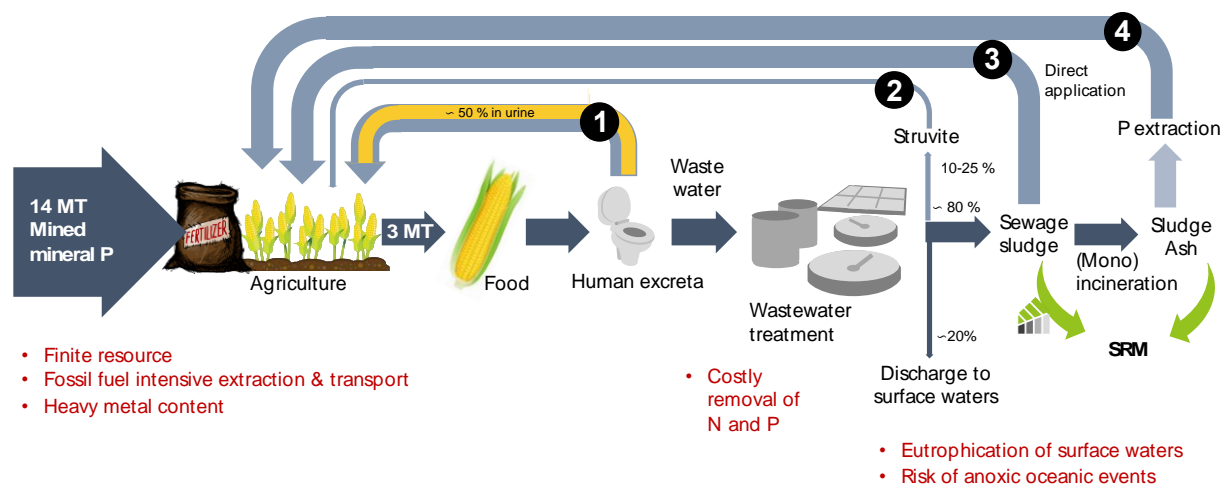 4
3
Direct
application
2
1
∽ 50 % in urine
Struvite
P extraction
Waste
water
10-25 %
14 MT
Mined
mineral P
FERTILIZER
3 MT
∽ 80 %
Sewage
sludge
Sludge
Ash
Agriculture
Food
Human excreta
(Mono)
incineration
Wastewater
treatment
∽20%
SRM
Discharge to
surface waters
• Finite resource
• Fossil fuel intensive extraction & transport
• Heavy metal content
• Costly
removal of
N and P
• Eutrophication of surface waters
• Risk of anoxic oceanic events